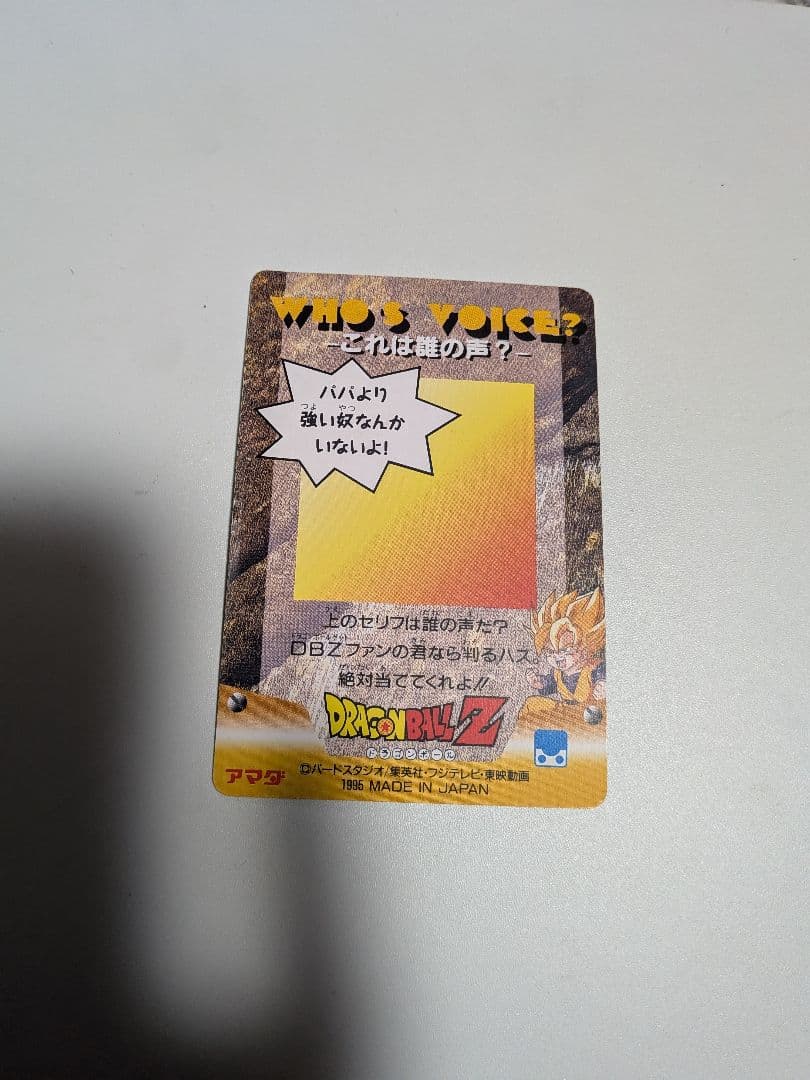 WHO'S VOICE?
-これは誰の声?-
パパより
強い奴なんか
いないよ!
上のセリフは誰の声だ?
DBZファンの君なら判るハズ。
絶対当ててくれよ!!
DRAGONBALL Z
ドラゴンボール
アマダ
©バードスタジオ/集英社・フジテレビ・東映動画
1995 MADE IN JAPAN